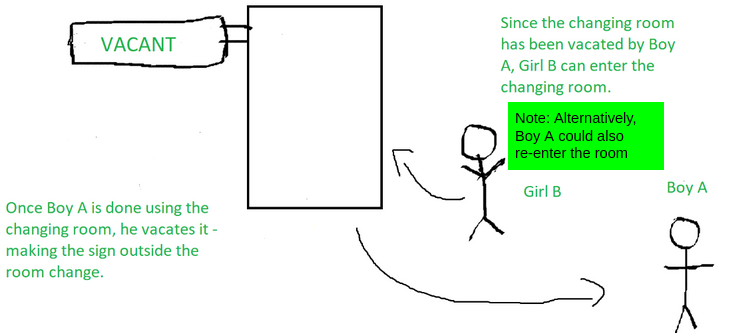 VACANT
Since the changing room
has been vacated by Boy
A, Girl B can enter the
changing room.
Note: Alternatively,
Boy A could also
re-enter the room
Girl B
Boy A
Once Boy A is done using the
changing room, he vacates it -
making the sign outside the
room change.